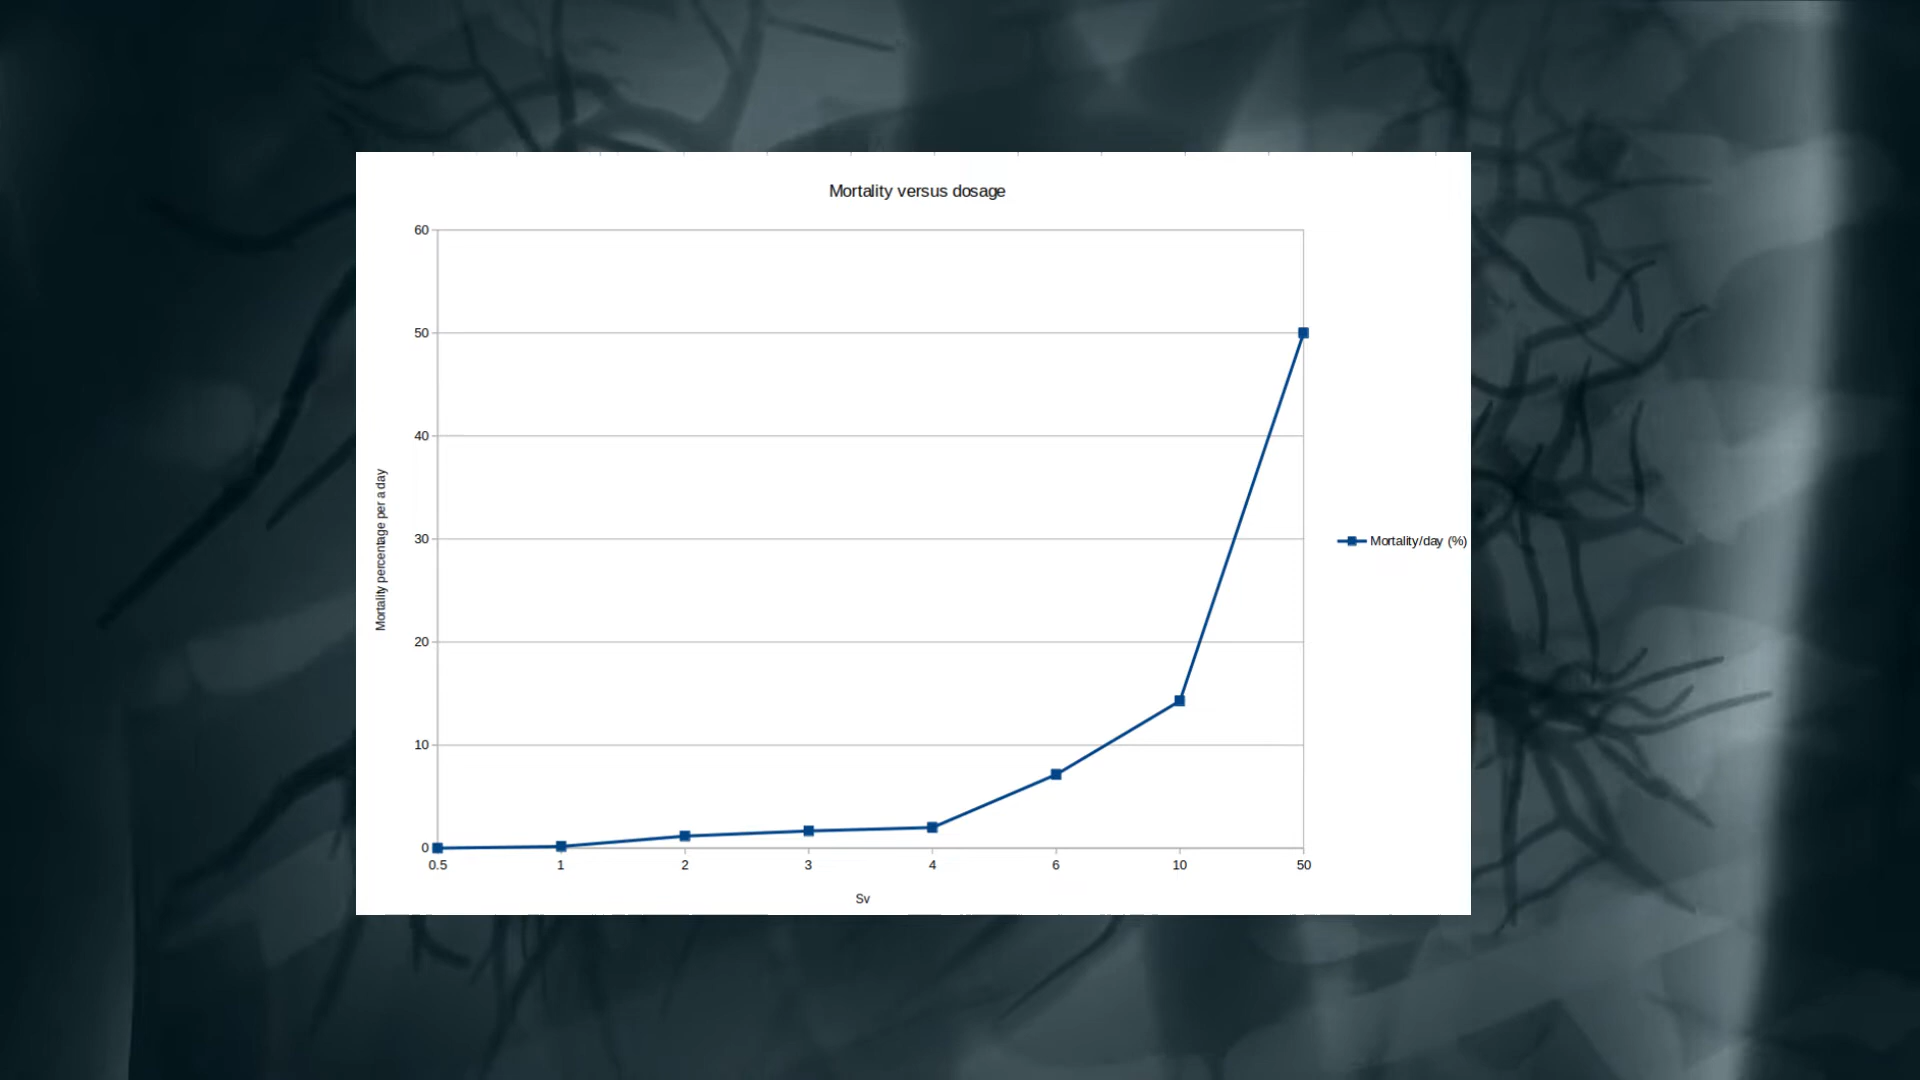 Mortality versus dosage
60
50
40
30
20
10
0
Mortality percentage per a day
0.5 1 2 3 4 6 10 50
Sv
Mortality/day (%)